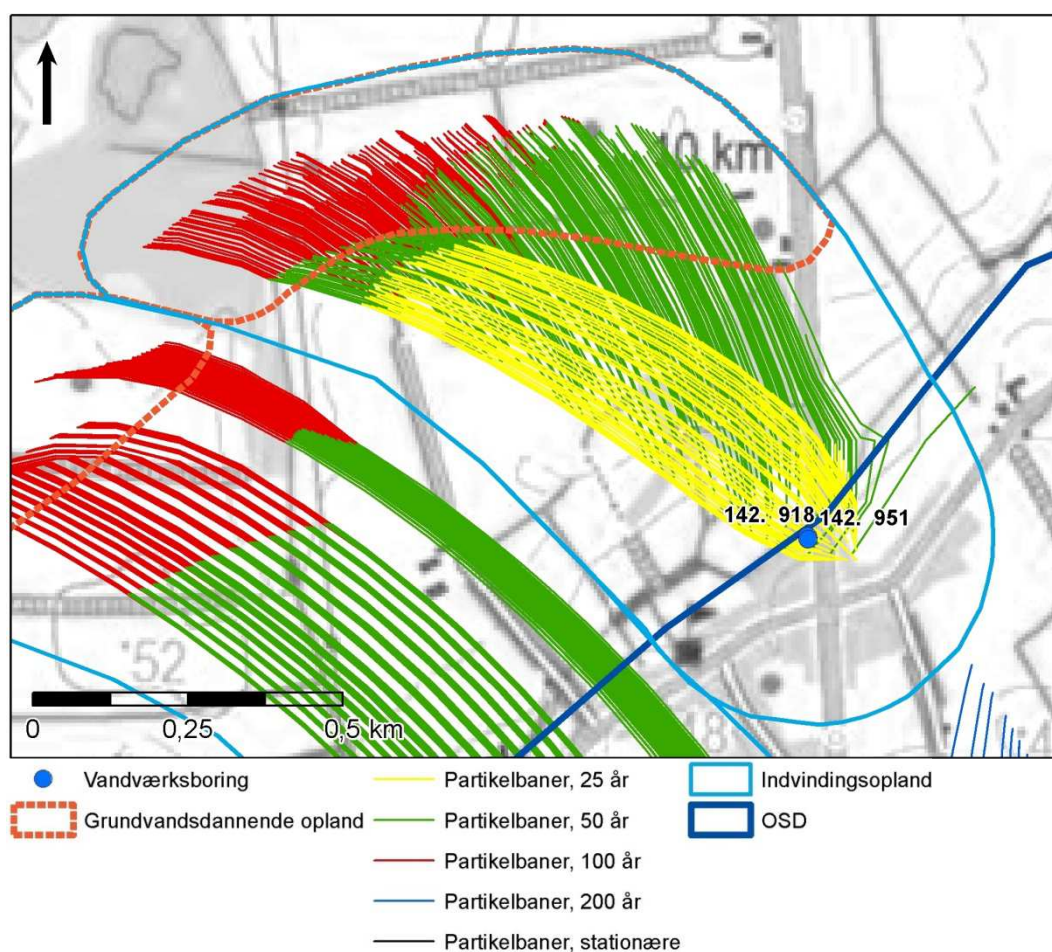 10 km
142. 918 142. 951
52
0 0,25 0,5 km
Vandværksboring
Grundvandsdannende opland
Partikelbaner, 25 år
Partikelbaner, 50 år
Partikelbaner, 100 år
Partikelbaner, 200 år
Partikelbaner, stationære
Indvindingsopland
OSD